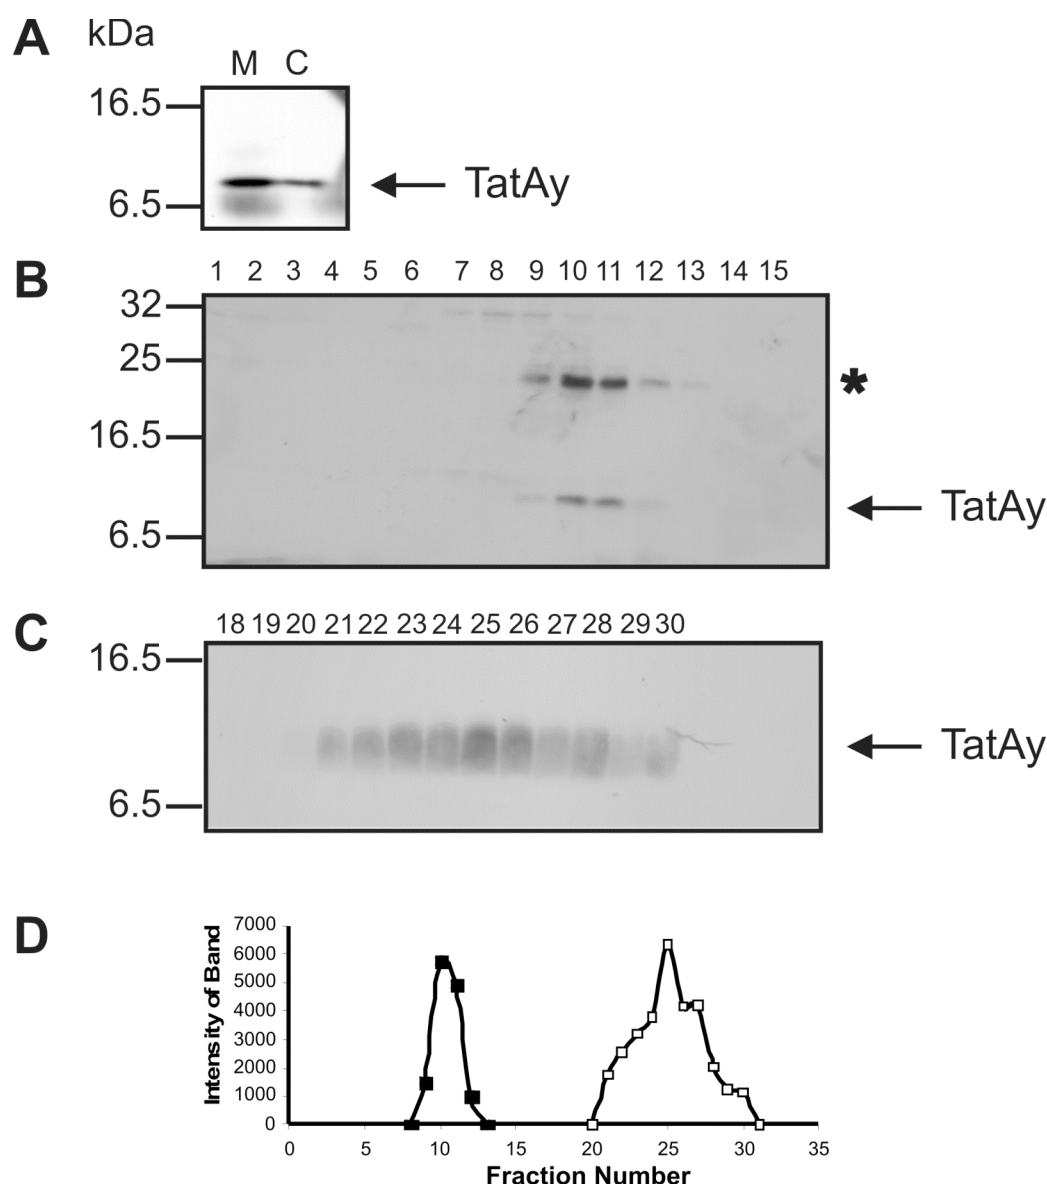 A kDa
M C
16.5
TatAy
6.5
B 1 2 3 4 5 6 7 8 9 10 11 12 13 14 15
32
25
*
16.5
TatAy
6.5
C 18 19 20 21 22 23 24 25 26 27 28 29 30
16.5
TatAy
6.5
D
Intensity of Band
7000
6000
5000
4000
3000
2000
1000
0
0 5 10 15 20 25 30 35
Fraction Number